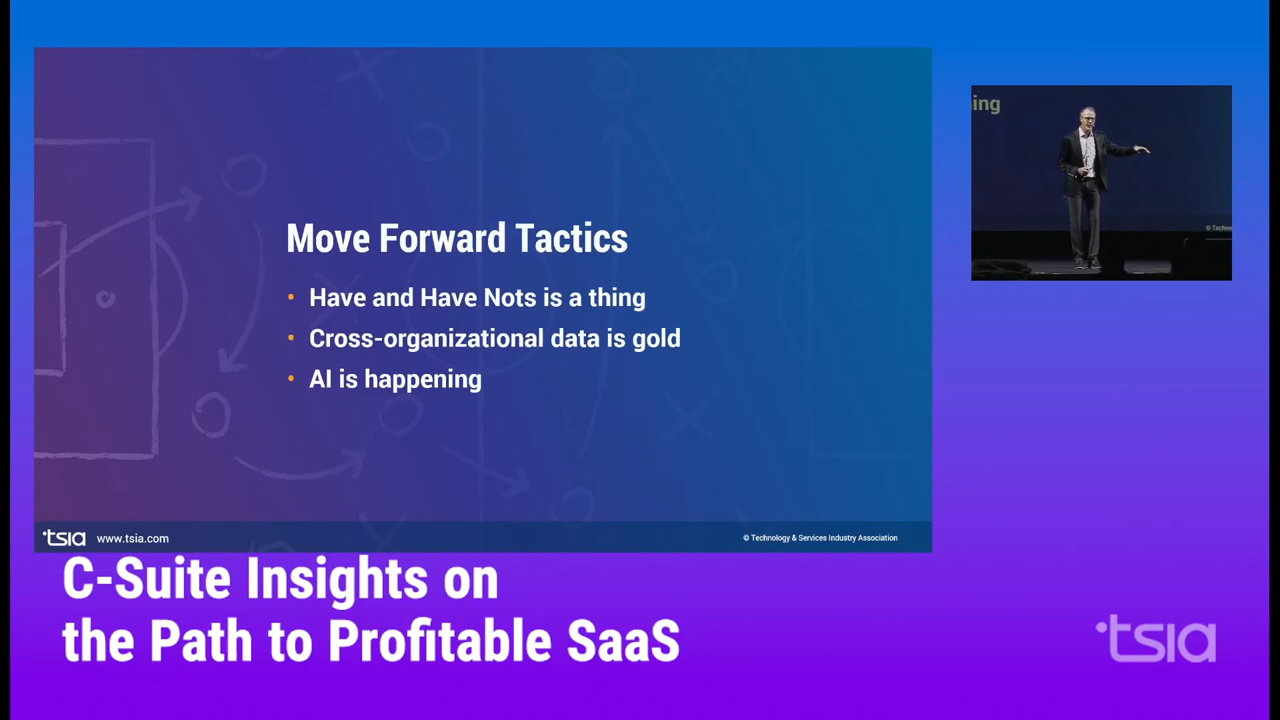 Move Forward Tactics
• Have and Have Nots is a thing
• Cross-organizational data is gold
• AI is happening
tsia www.tsia.com
© Technology & Services Industry Association
ing
© Techno
C-Suite Insights on
the Path to Profitable SaaS
tsia